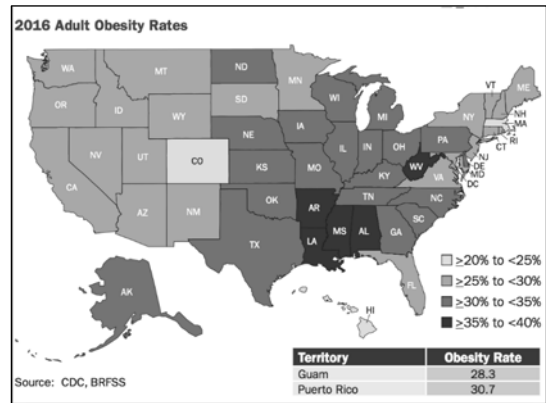 2016 Adult Obesity Rates
WA
MT
ND
MN
VT
ME
OR
ID
SD
WI
NY
NH
MA
WY
MI
RI
CT
NE
IA
PA
NJ
NV
UT
CO
IL
IN
OH
DE
MD
WV
DC
CA
KS
MO
KY
VA
AZ
NM
OK
AR
TN
NC
SC
TX
LA
MS
AL
GA
AK
FL
HI
≥20% to <25%
≥25% to <30%
≥30% to <35%
≥35% to <40%
Territory Obesity Rate
Guam 28.3
Puerto Rico 30.7
Source: CDC, BRFSS